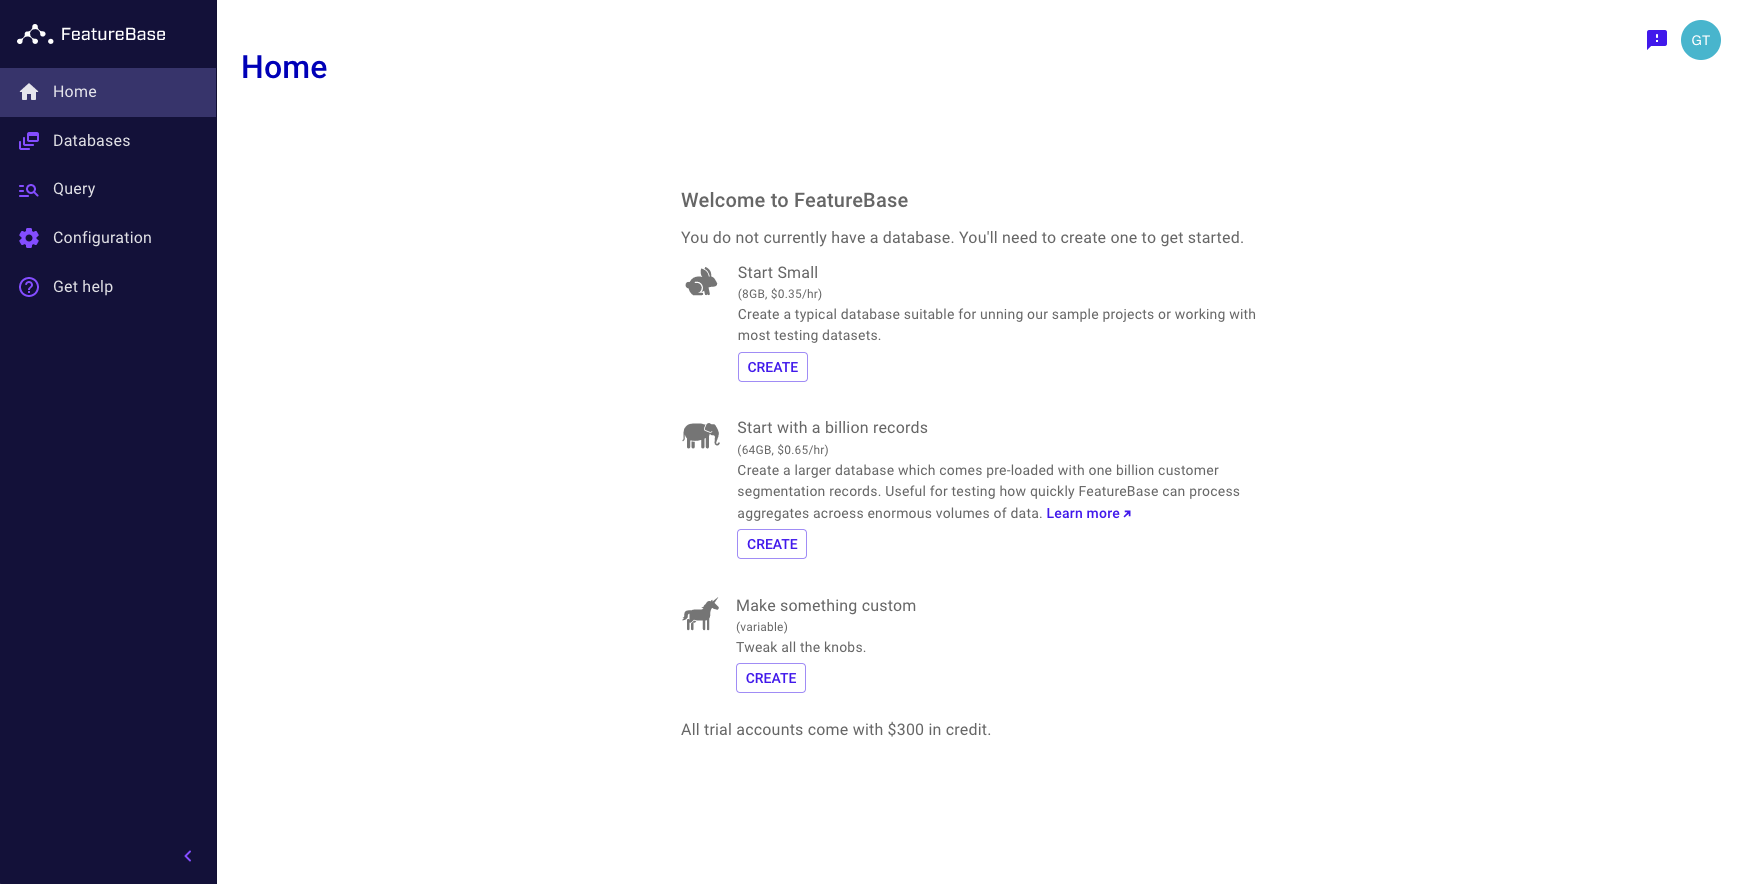 FeatureBase
Home
Databases
Query
Configuration
Get help
Home
GT
Welcome to FeatureBase
You do not currently have a database. You'll need to create one to get started.
Start Small
(8GB, $0.35/hr)
Create a typical database suitable for unning our sample projects or working with
most testing datasets.
CREATE
Start with a billion records
(64GB, $0.65/hr)
Create a larger database which comes pre-loaded with one billion customer
segmentation records. Useful for testing how quickly FeatureBase can process
aggregates acroess enormous volumes of data. Learn more
CREATE
Make something custom
(variable)
Tweak all the knobs.
CREATE
All trial accounts come with $300 in credit.